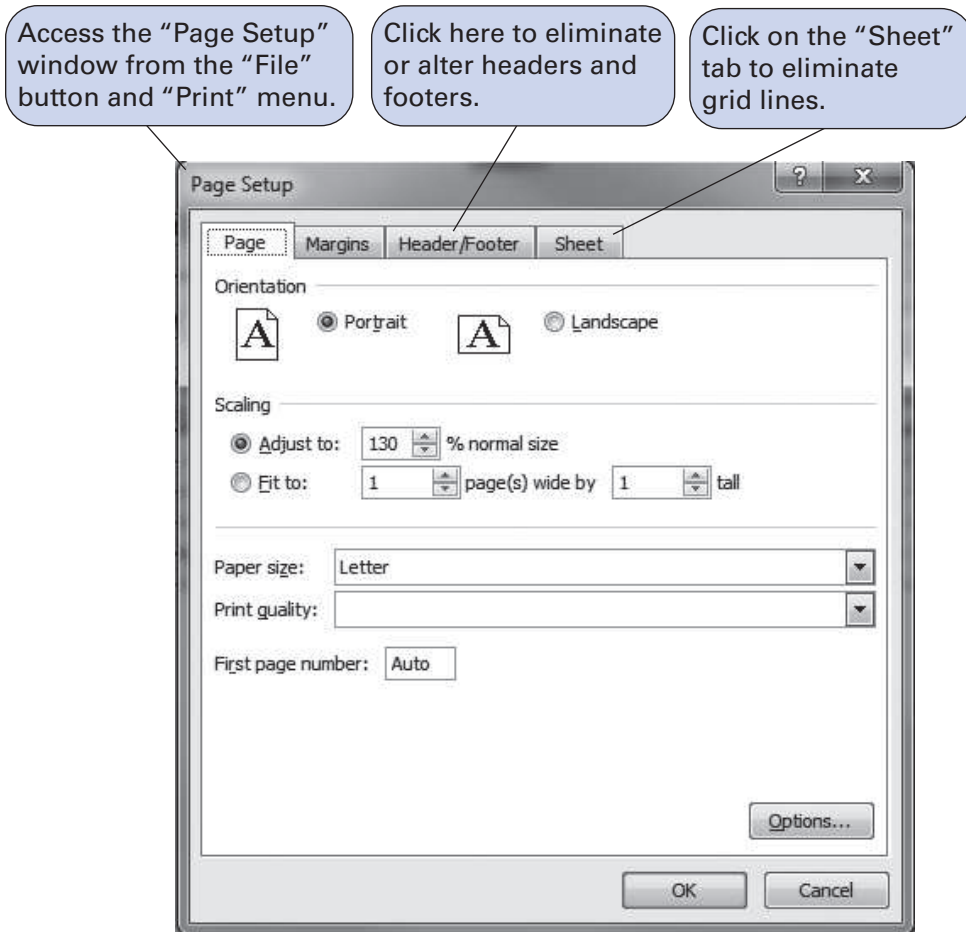 Access the “Page Setup”
window from the “File”
button and “Print” menu.
Click here to eliminate
or alter headers and
footers.
Click on the “Sheet”
tab to eliminate
grid lines.
Page Setup
?
X
Page
Margins
Header/Footer
Sheet
Orientation
A
Portrait
A
Landscape
Scaling
Adjust to: 130 % normal size
Fit to: 1 page(s) wide by 1 tall
Paper size: Letter
Print quality:
First page number: Auto
Options...
OK
Cancel